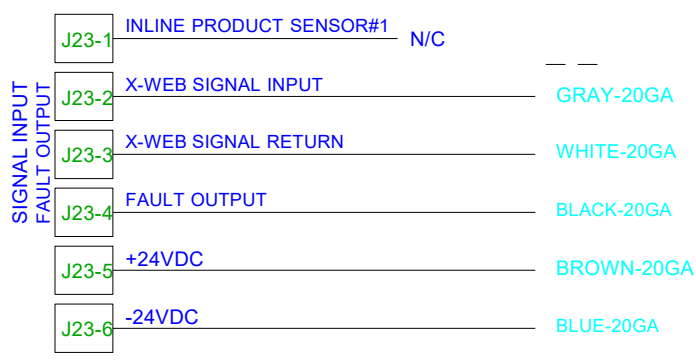 SIGNAL INPUT
FAULT OUTPUT
J23-1 INLINE PRODUCT SENSOR#1 N/C
J23-2 X-WEB SIGNAL INPUT GRAY-20GA
J23-3 X-WEB SIGNAL RETURN WHITE-20GA
J23-4 FAULT OUTPUT BLACK-20GA
J23-5 +24VDC BROWN-20GA
J23-6 -24VDC BLUE-20GA